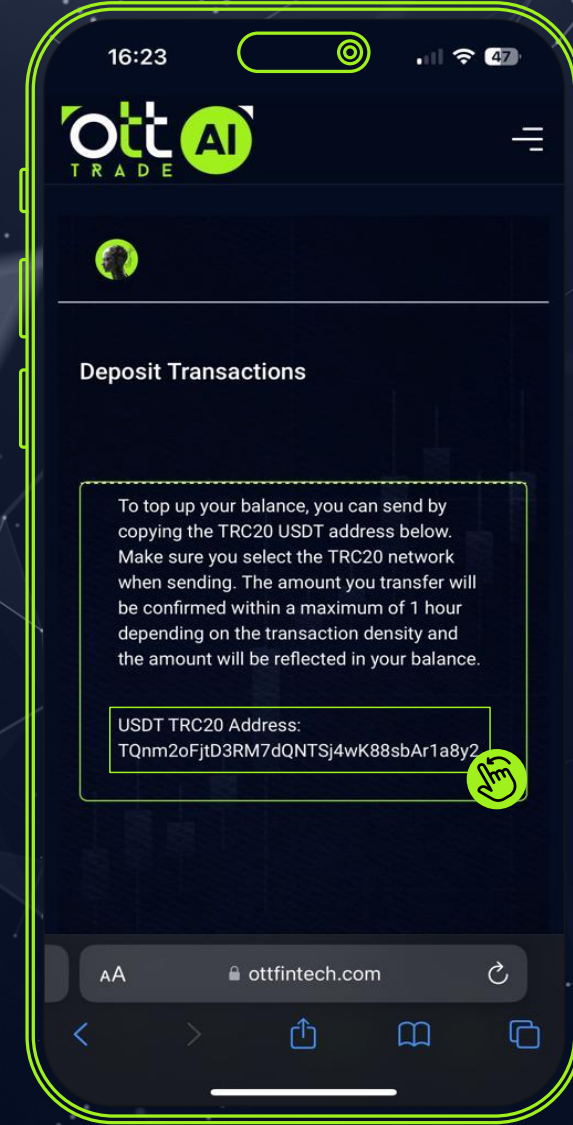 16:23
47
ott AI
TRADE
Deposit Transactions
To top up your balance, you can send by
copying the TRC20 USDT address below.
Make sure you select the TRC20 network
when sending. The amount you transfer will
be confirmed within a maximum of 1 hour
depending on the transaction density and
the amount will be reflected in your balance.
USDT TRC20 Address:
TQnm2oFjtD3RM7dQNTSj4wK88sbAr1a8y2
AA
ottfintech.com